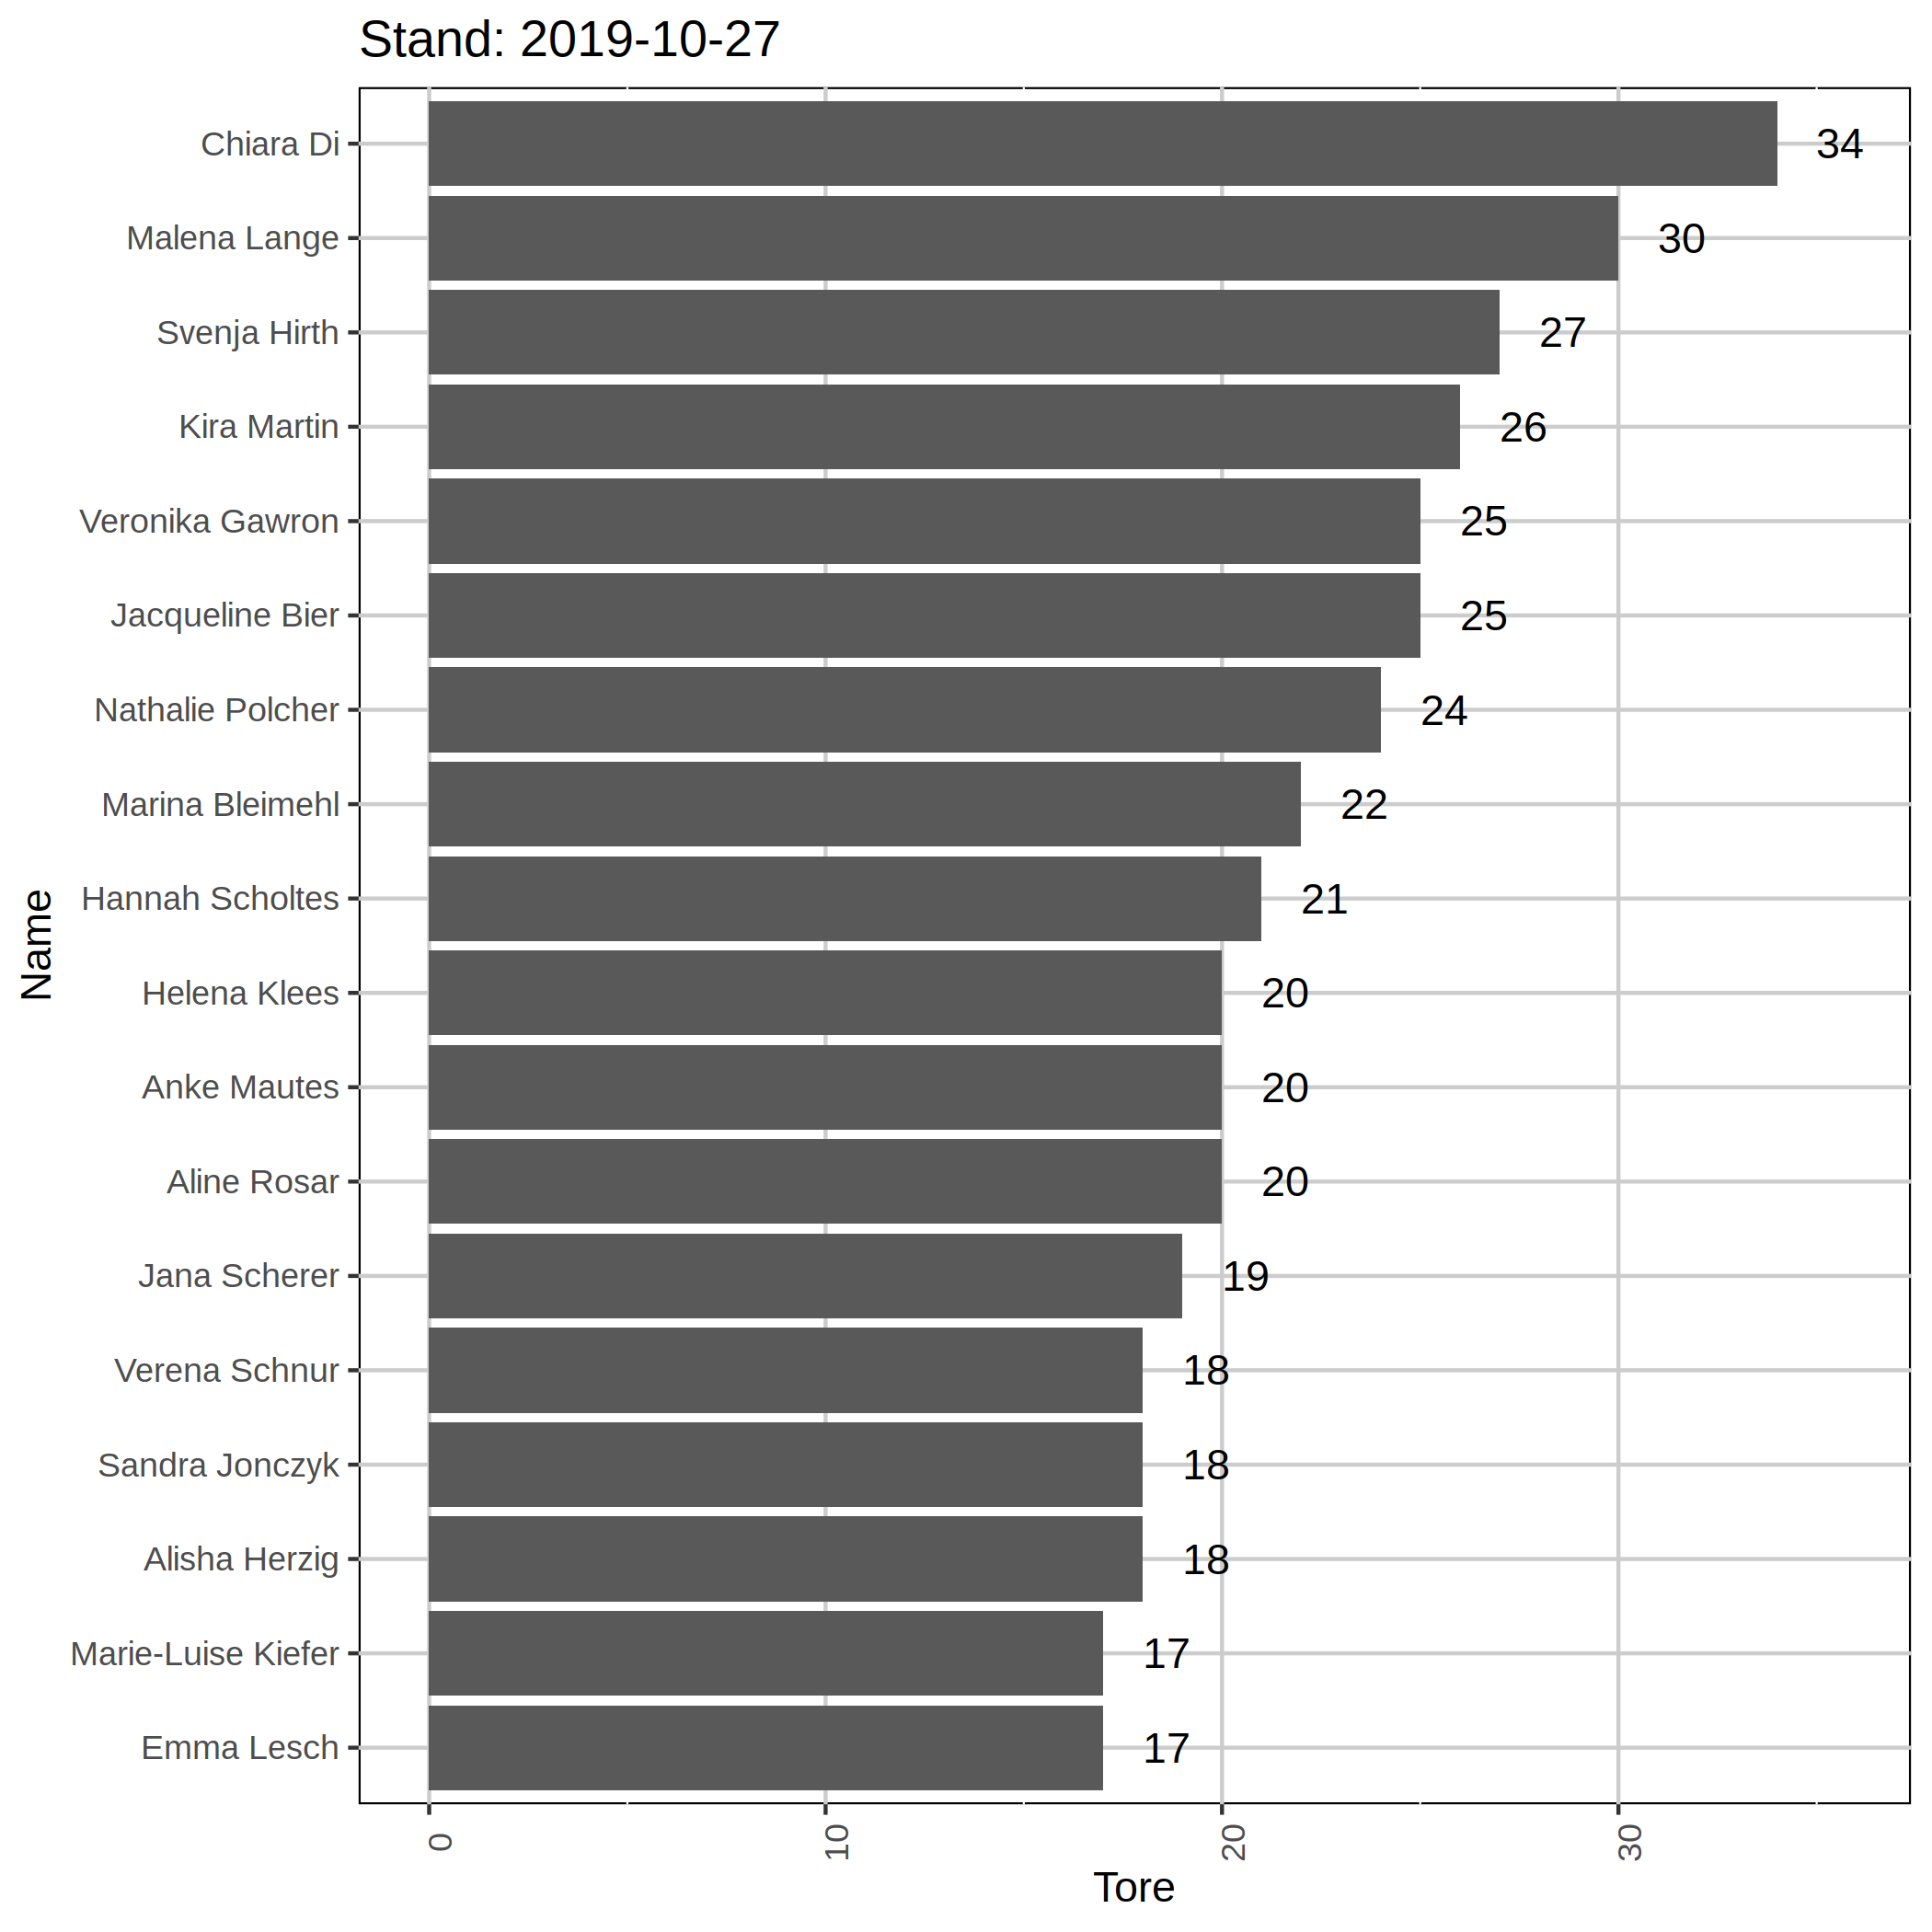 Stand: 2019-10-27
Name
Chiara Di 34
Malena Lange 30
Svenja Hirth 27
Kira Martin 26
Veronika Gawron 25
Jacqueline Bier 25
Nathalie Polcher 24
Marina Bleimehl 22
Hannah Scholtes 21
Helena Klees 20
Anke Mautes 20
Aline Rosar 20
Jana Scherer 19
Verena Schnur 18
Sandra Jonczyk 18
Alisha Herzig 18
Marie-Luise Kiefer 17
Emma Lesch 17
0 10 20 30
Tore